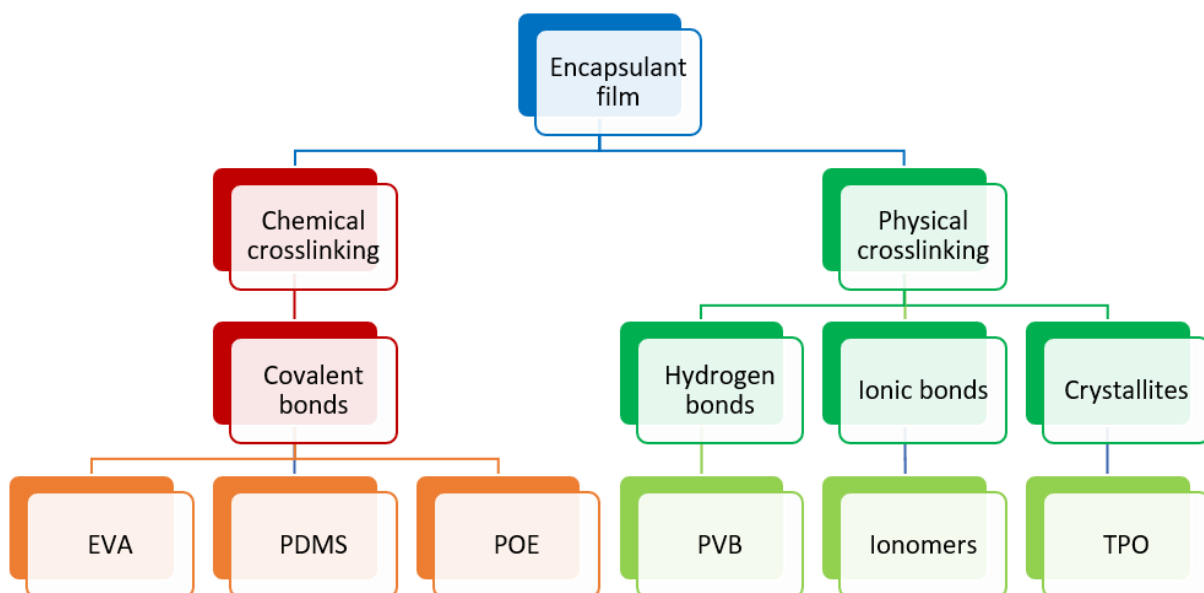 Encapsulant
film
Chemical
crosslinking
Physical
crosslinking
Covalent
bonds
Hydrogen
bonds
Ionic bonds
Crystallites
EVA
PDMS
POE
PVB
Ionomers
TPO